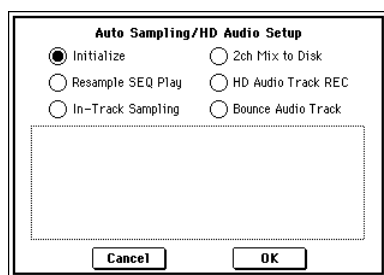 Auto Sampling/HD Audio Setup
Initialize
2ch Mix to Disk
Resample SEQ Play
HD Audio Track REC
In-Track Sampling
Bounce Audio Track
Cancel
OK